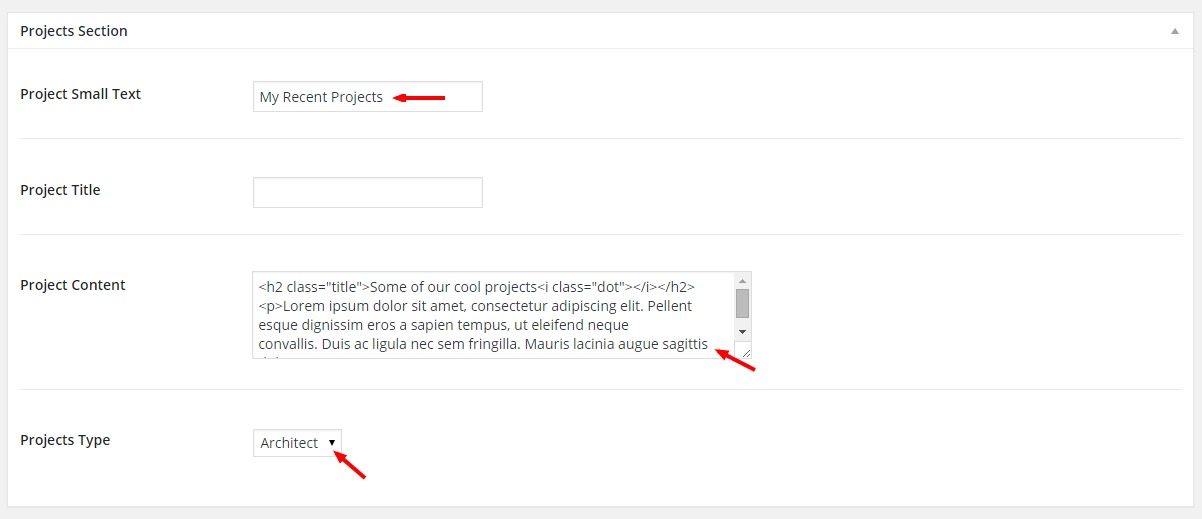 Projects Section
Project Small Text
My Recent Projects
Project Title
Project Content
<h2 class="title">Some of our cool projects<i class="dot"></i></h2>
<p>Lorem ipsum dolor sit amet, consectetur adipiscing elit. Pellent
esque dignissim eros a sapien tempus, ut eleifend neque
convallis. Duis ac ligula nec sem fringilla. Mauris lacinia augue sagittis
Projects Type
Architect